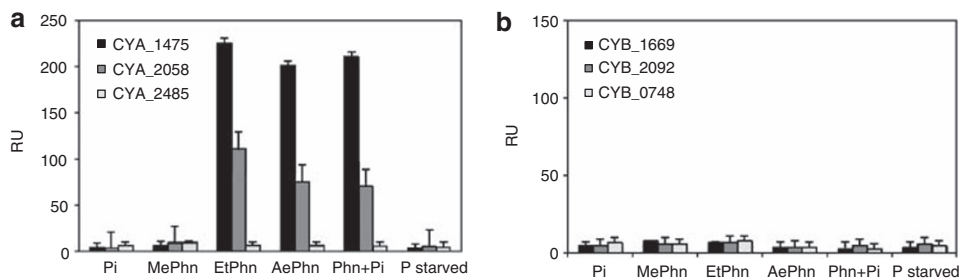 a
250
200
150
100
50
0
RU
CYA_1475
CYA_2058
CYA_2485
Pi MePhn EtPhn AePhn Phn+Pi P starved
b
150
100
50
0
RU
CYB_1669
CYB_2092
CYB_0748
Pi MePhn EtPhn AePhn Phn+Pi P starved